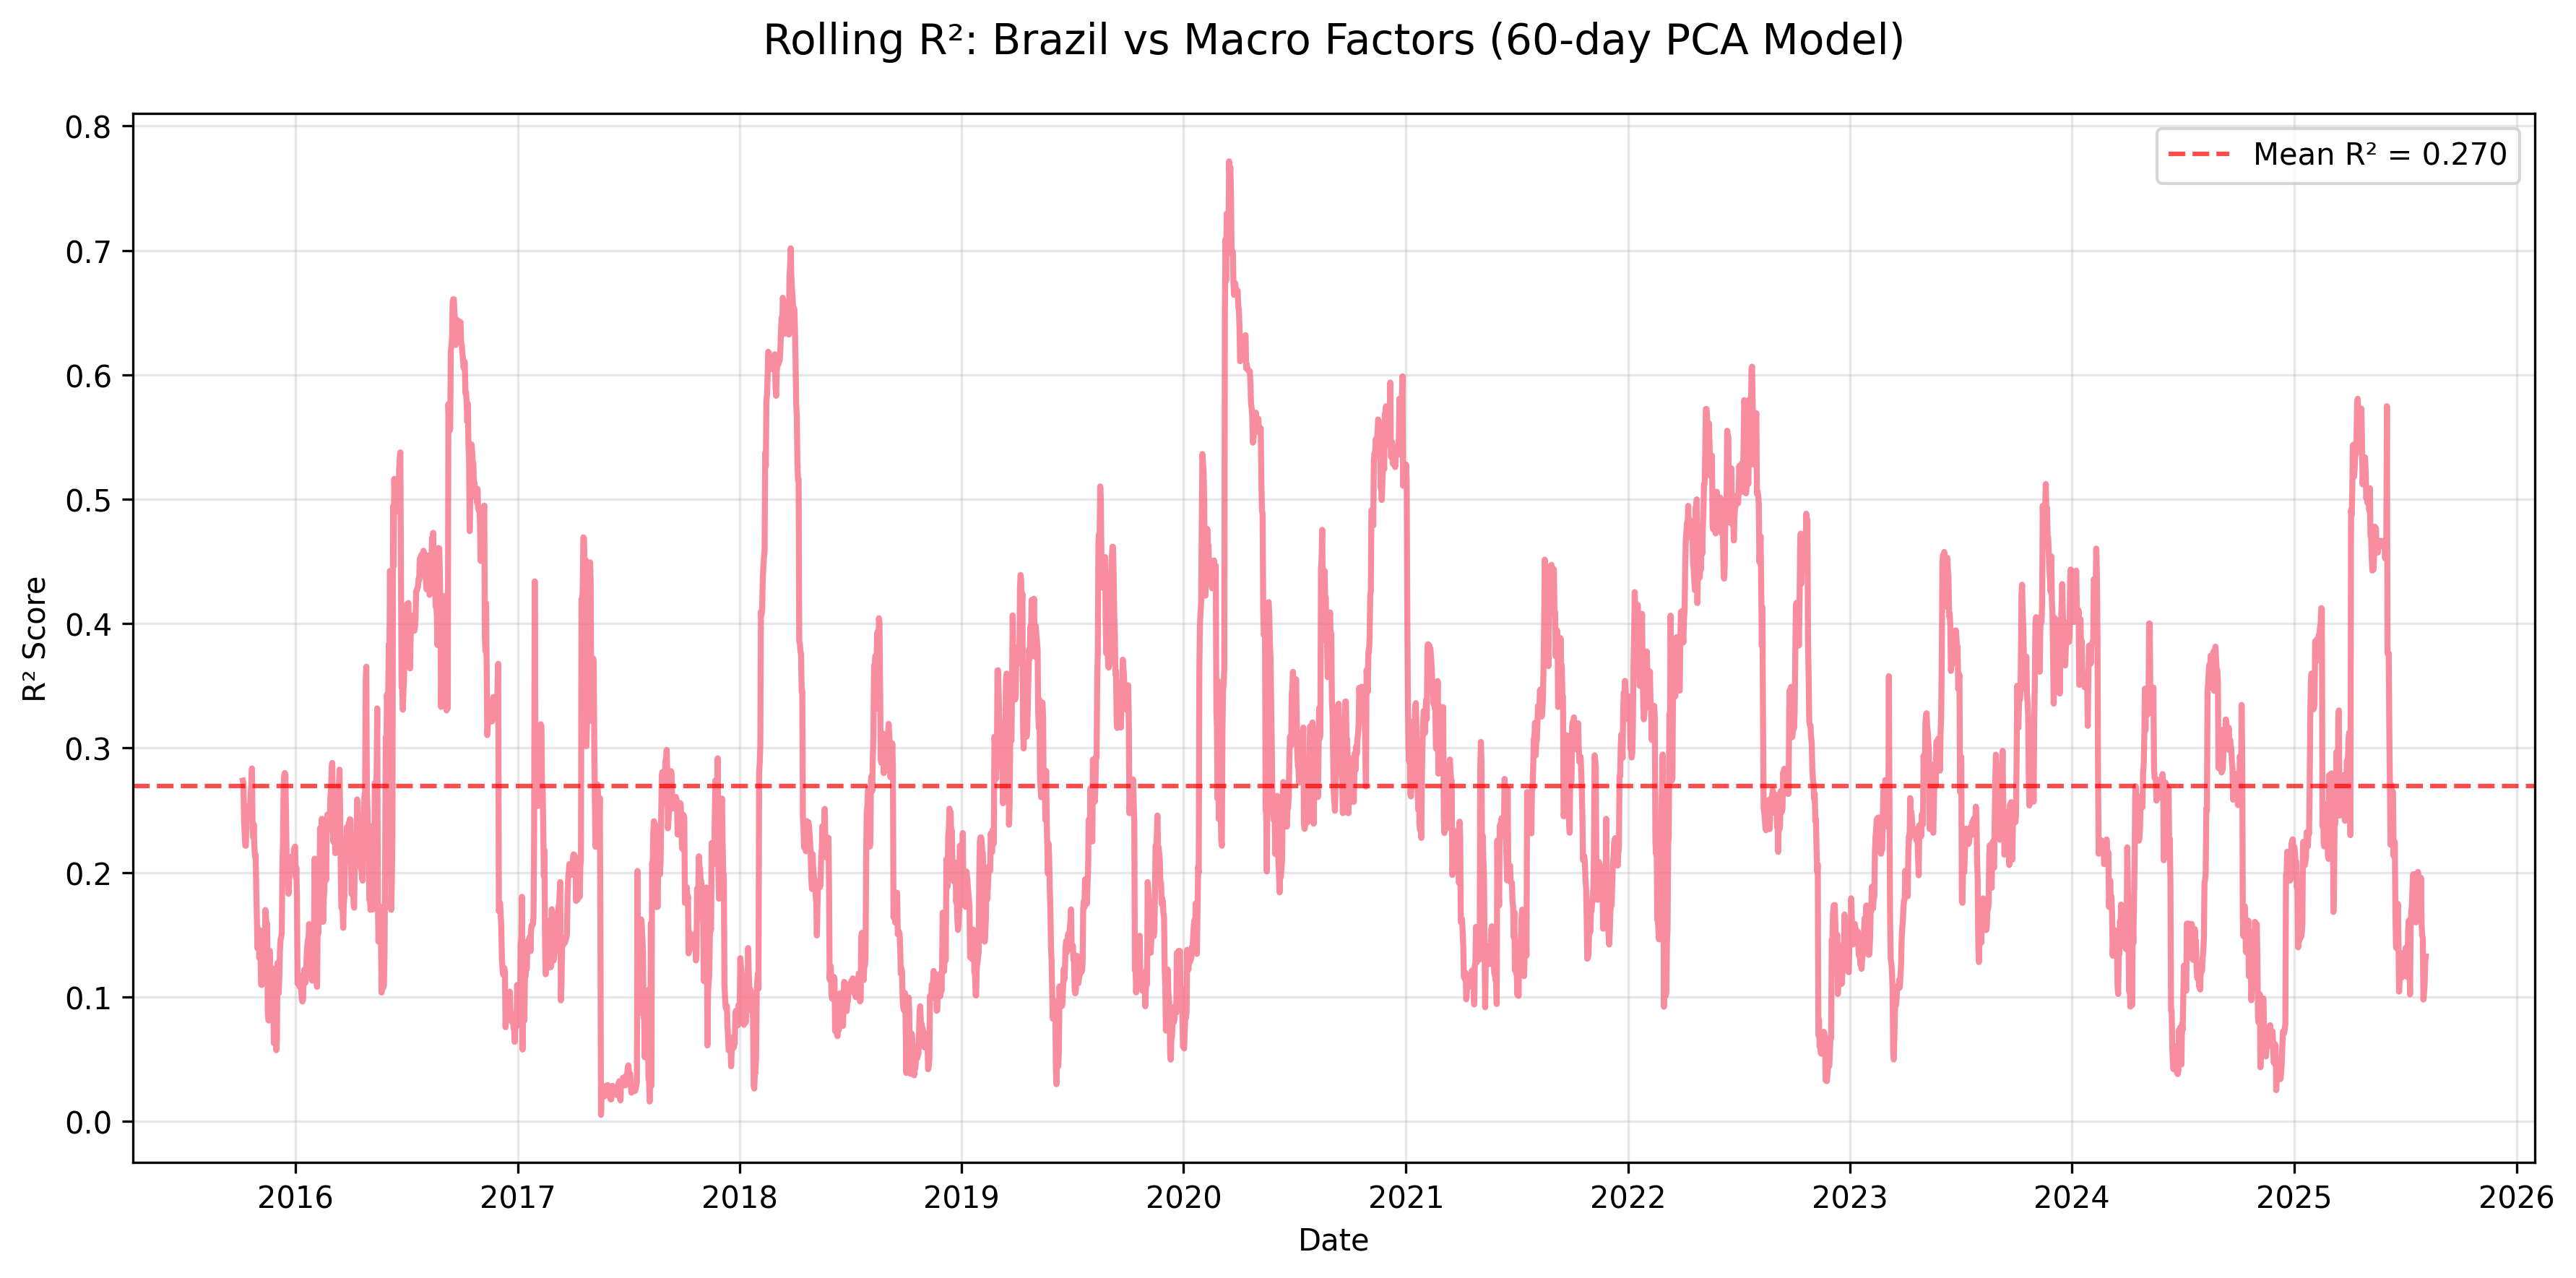 Rolling R²: Brazil vs Macro Factors (60-day PCA Model)
Mean R² = 0.270
R² Score
0.8
0.7
0.6
0.5
0.4
0.3
0.2
0.1
0.0
2016 2017 2018 2019 2020 2021 2022 2023 2024 2025 2026
Date